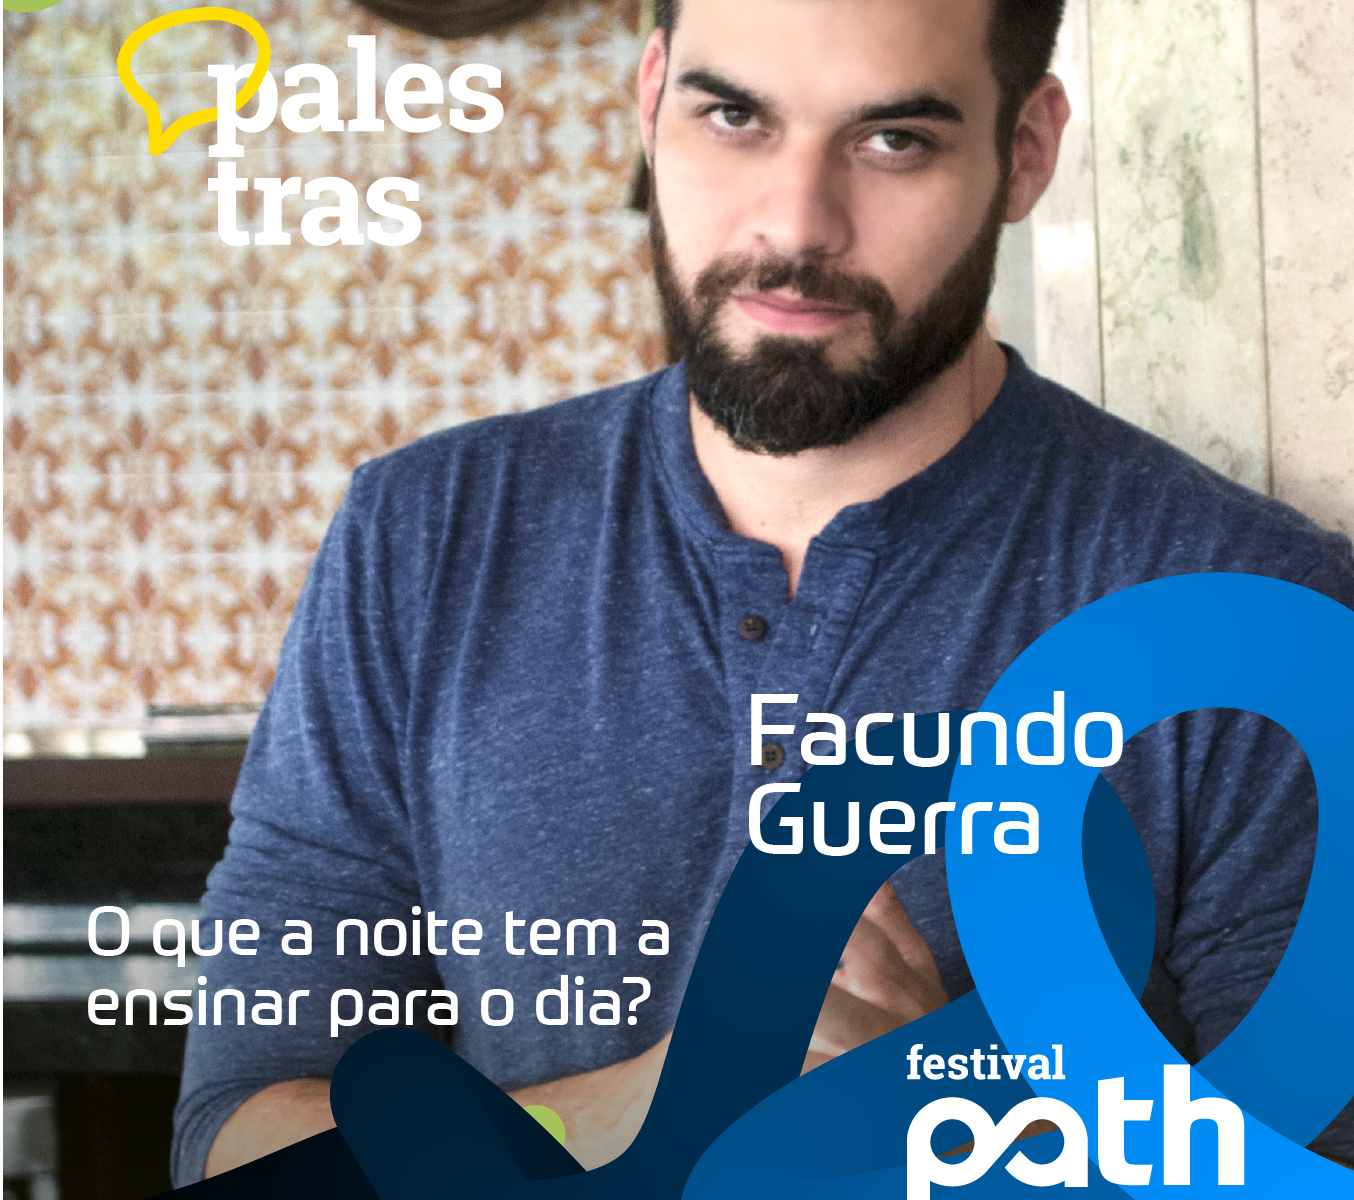 pales
tras
Facundo
Guerra
O que a noite tem a
ensinar para o dia?
festival
path